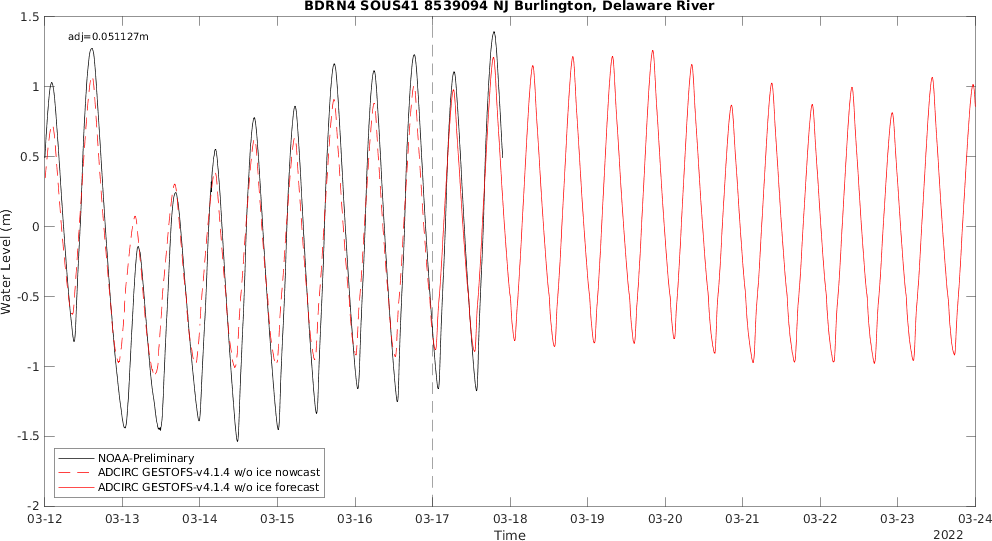 BDRN4 SOUS41 8539094 NJ Burlington, Delaware River
adj=0.051127m
1.5
1
0.5
0
-0.5
-1
-1.5
-2
Water Level (m)
NOAA-Preliminary
ADCIRC GESTOFS-v4.1.4 w/o ice nowcast
ADCIRC GESTOFS-v4.1.4 w/o ice forecast
03-12 03-13 03-14 03-15 03-16 03-17 03-18 03-19 03-20 03-21 03-22 03-23 03-24
Time
2022